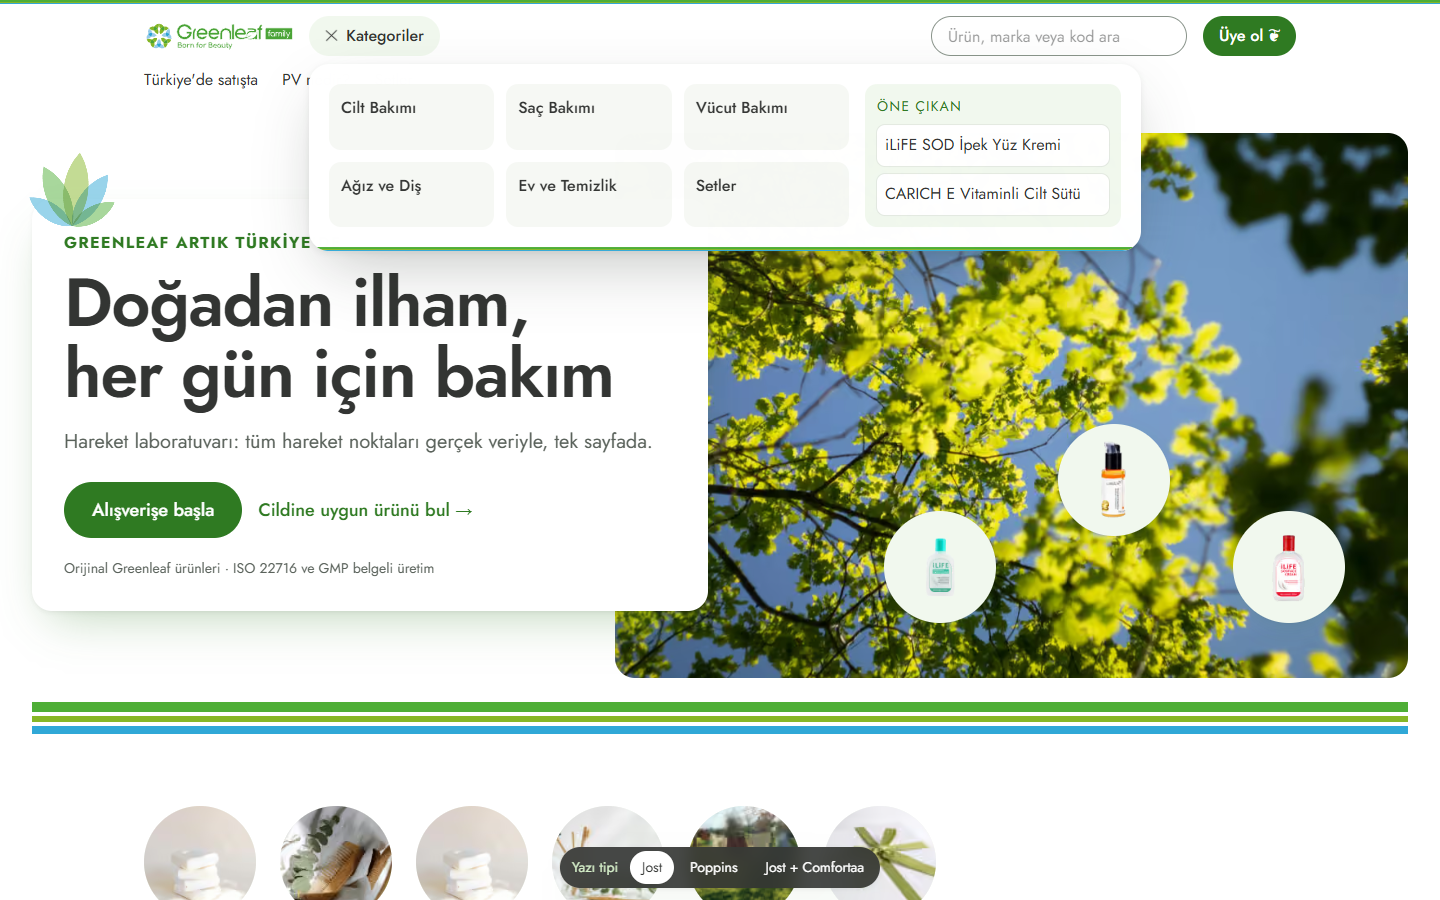 Greenleaf family
Born for Beauty
Kategoriler
Ürün, marka veya kod ara
Üye ol
Türkiye'de satışta
PV
Cilt Bakımı
Saç Bakımı
Vücut Bakımı
Ağız ve Diş
Ev ve Temizlik
Setler
ÖNE ÇIKAN
iLiFE SOD İpek Yüz Kremi
CARICH E Vitaminli Cilt Sütü
GREENLEAF ARTIK TÜRKİYE
Doğadan ilham,
her gün için bakım
Hareket laboratuvarı: tüm hareket noktaları gerçek veriyle, tek sayfada.
Alışverişe başla
Cildine uygun ürünü bul →
Orijinal Greenleaf ürünleri · ISO 22716 ve GMP belgeli üretim
iLiFE
iLiFE
Yazı tipi
Jost
Poppins
Jost + Comfortaa